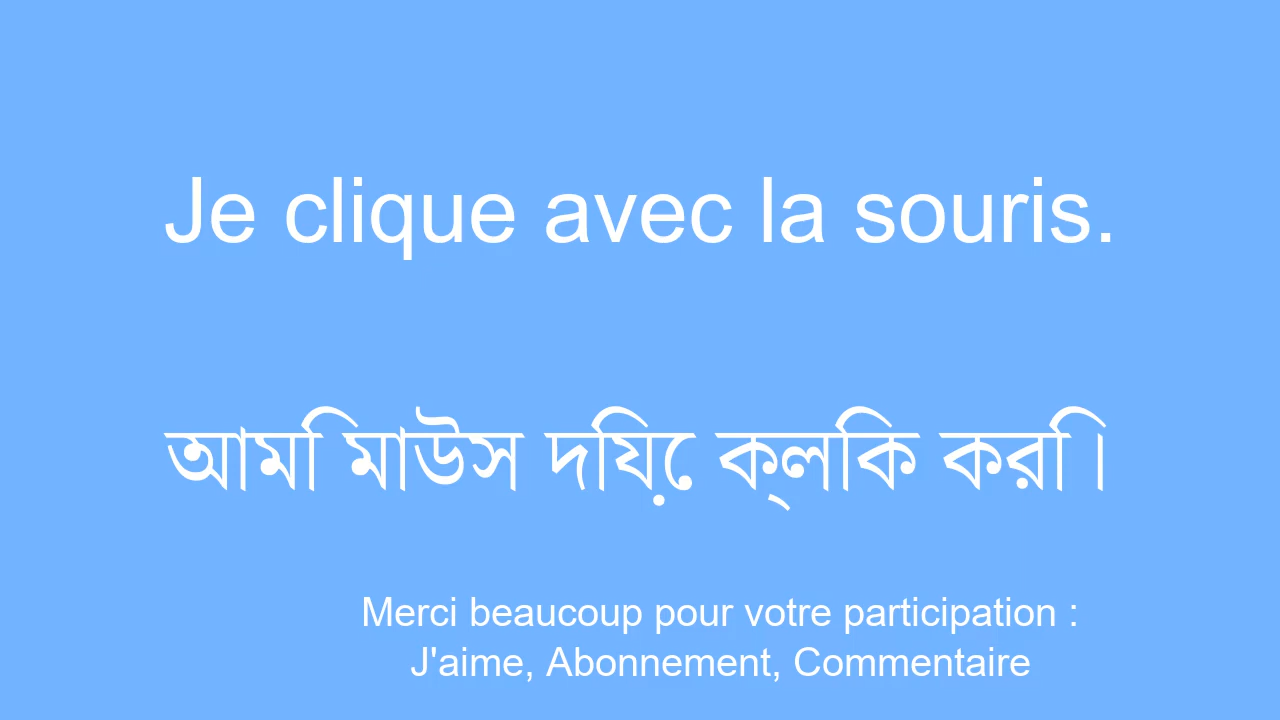 Je clique avec la souris.
আমি মাউস দিয়ে ক্লিক করি।
Merci beaucoup pour votre participation :
J'aime, Abonnement, Commentaire